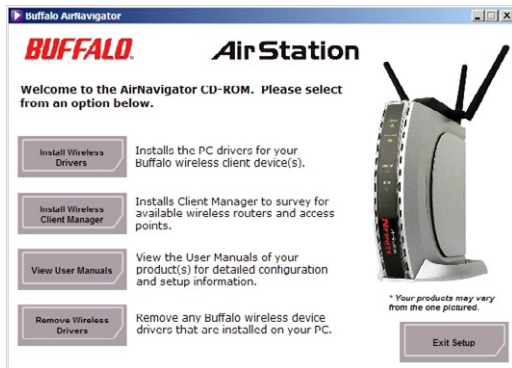 Buffalo AirNavigator
BUFFALO
AirStation
Welcome to the AirNavigator CD-ROM. Please select
from an option below.
Install Wireless
Drivers
Installs the PC drivers for your
Buffalo wireless client device(s).
Install Wireless
Client Manager
Installs Client Manager to survey for
available wireless routers and access
points.
View User Manuals
View the User Manuals of your
product(s) for detailed configuration
and setup information.
Remove Wireless
Drivers
Remove any Buffalo wireless device
drivers that are installed on your PC.
* Your products may vary
from the one pictured.
Exit Setup